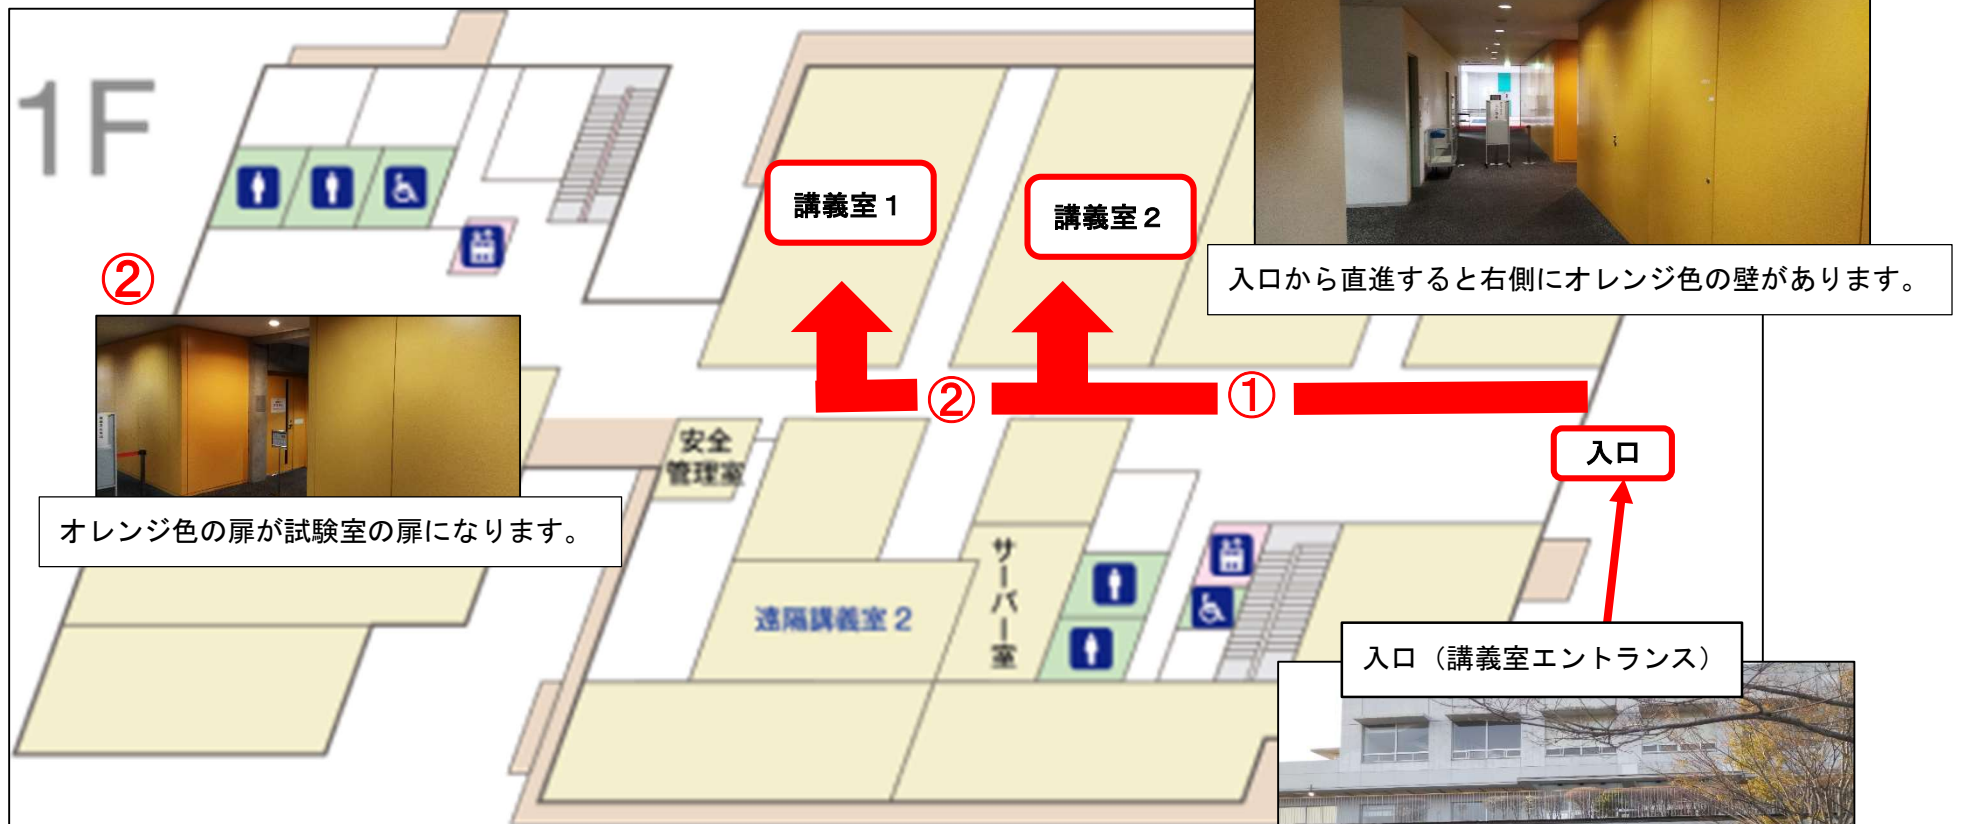 1F
講義室１
講義室２
入口から直進すると右側にオレンジ色の壁があります。
②
②
①
安全
管理室
入口
オレンジ色の扉が試験室の扉になります。
サーバー室
遠隔講義室２
入口（講義室エントランス）